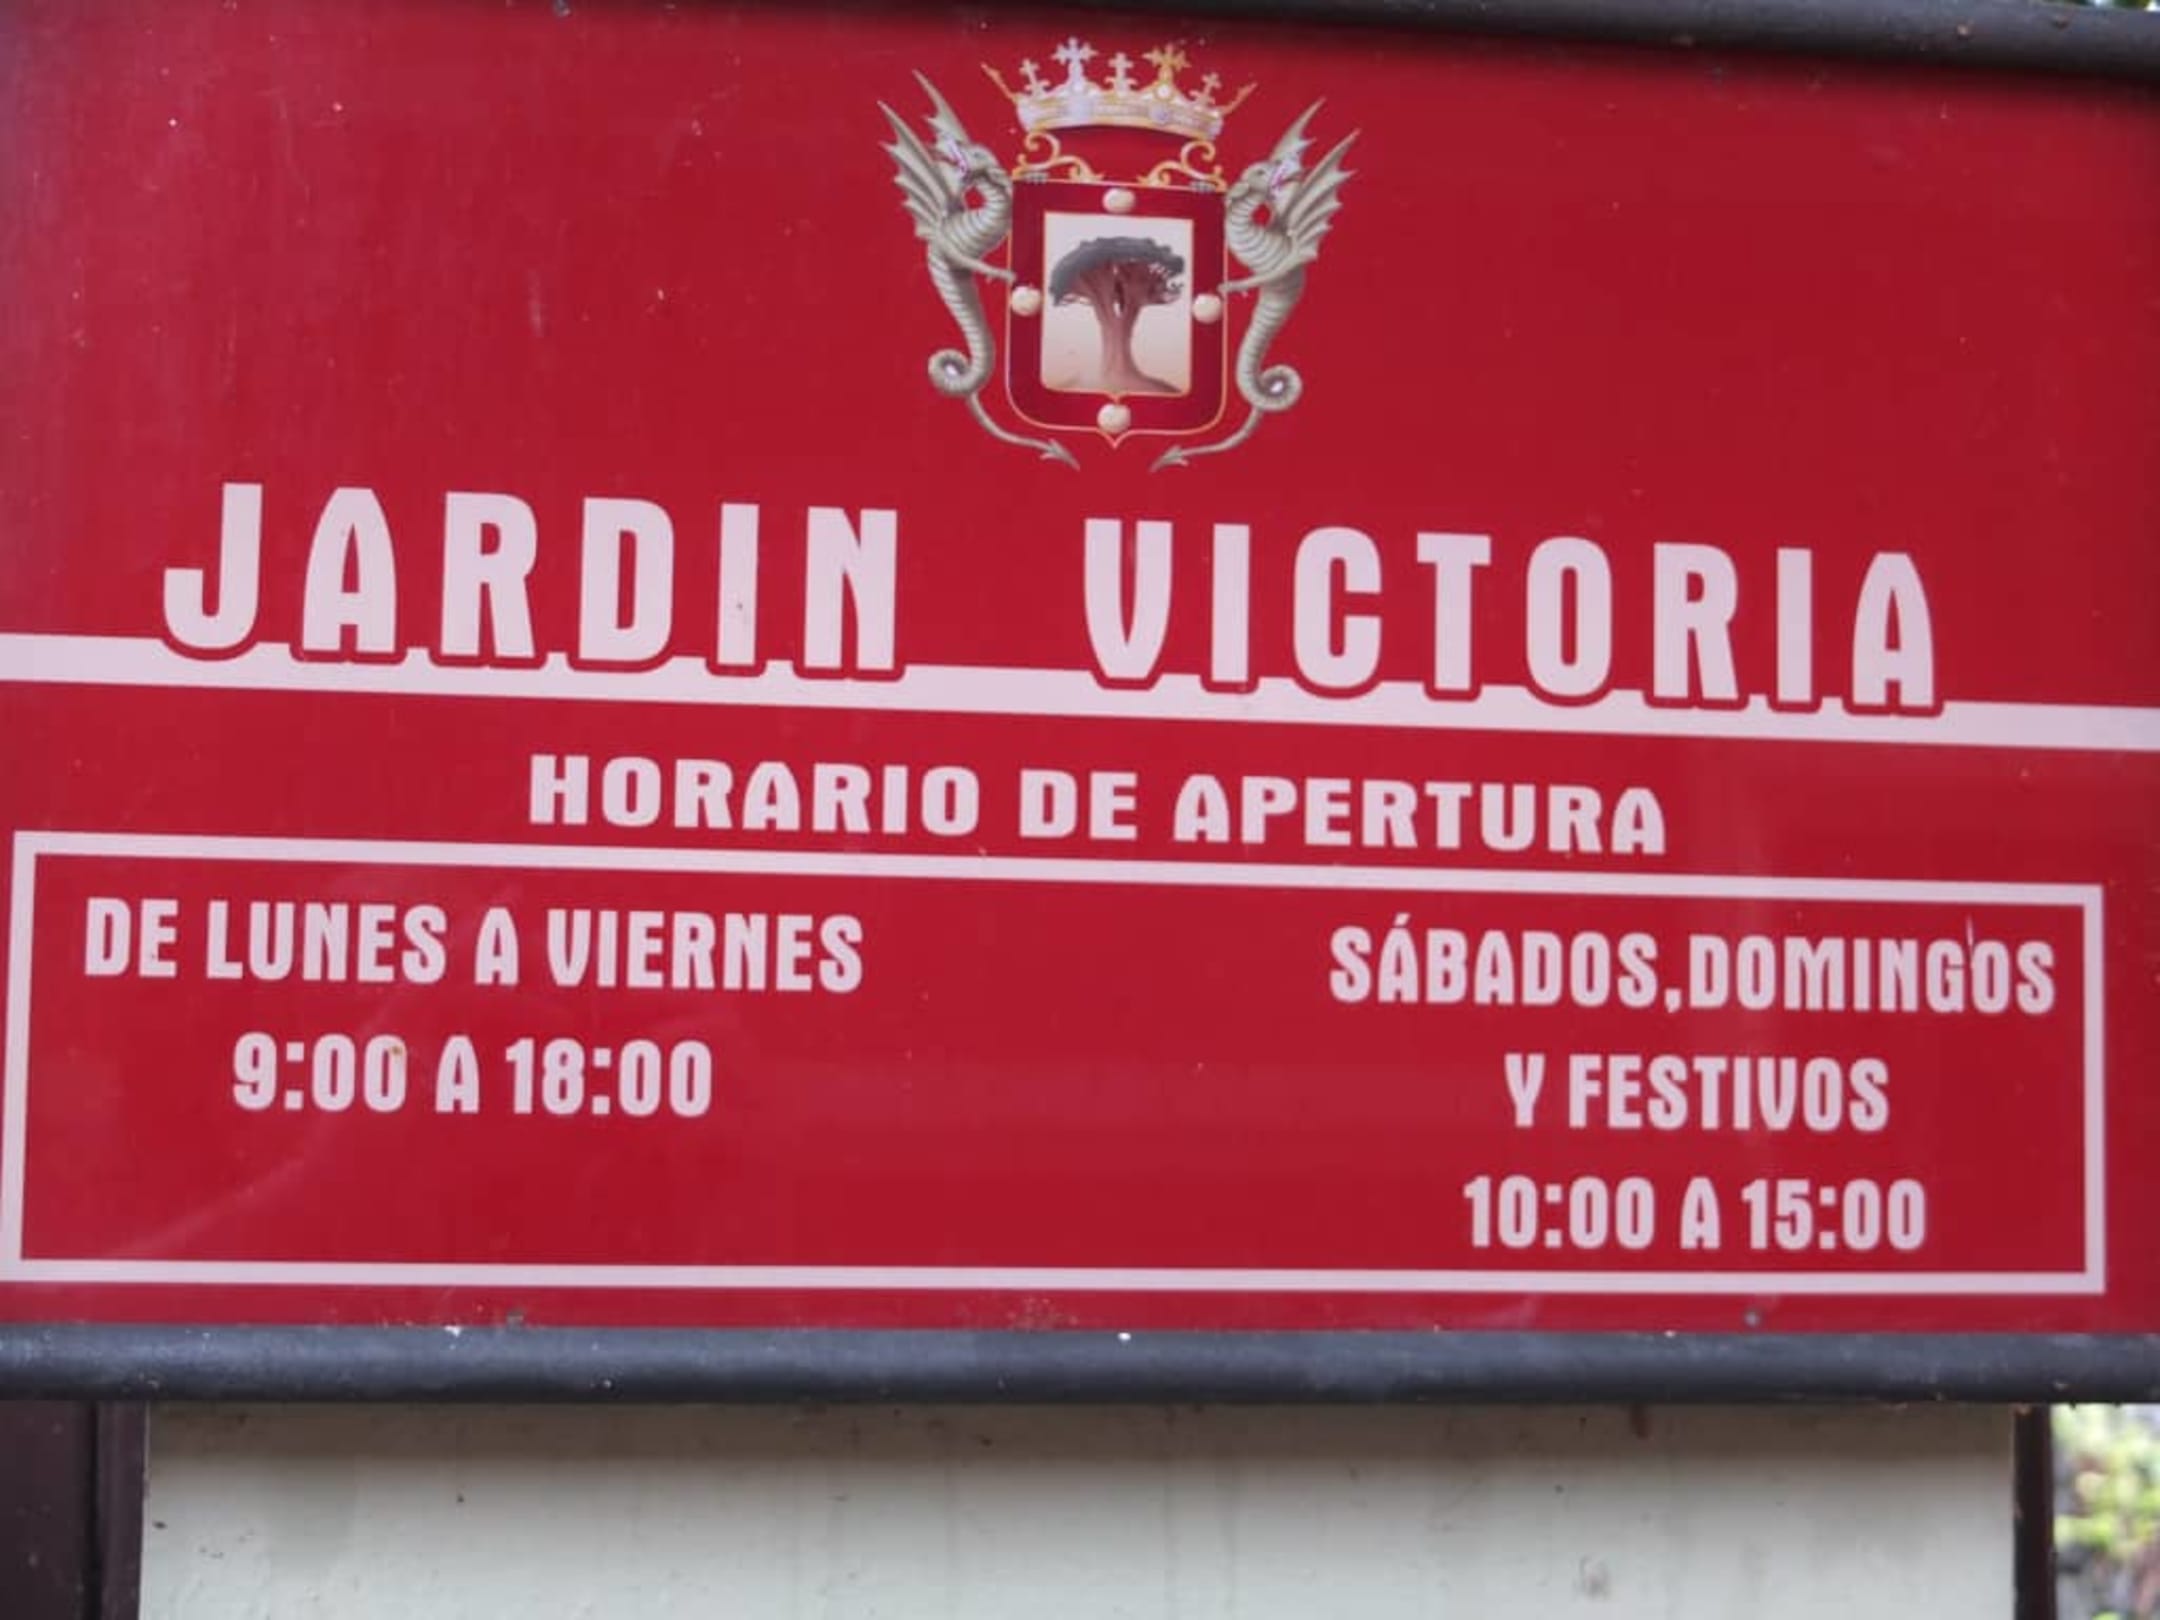 JARDIN VICTORIA
HORARIO DE APERTURA
DE LUNES A VIERNES
9:00 A 18:00
SÁBADOS,DOMINGOS
Y FESTIVOS
10:00 A 15:00